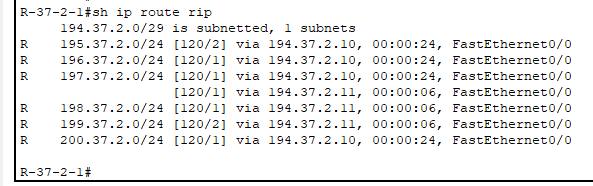 R-37-2-1#sh ip route rip
     194.37.2.0/29 is subnetted, 1 subnets
R    195.37.2.0/24 [120/2] via 194.37.2.10, 00:00:24, FastEthernet0/0
R    196.37.2.0/24 [120/1] via 194.37.2.10, 00:00:24, FastEthernet0/0
R    197.37.2.0/24 [120/1] via 194.37.2.10, 00:00:24, FastEthernet0/0
                   [120/1] via 194.37.2.11, 00:00:06, FastEthernet0/0
R    198.37.2.0/24 [120/1] via 194.37.2.11, 00:00:06, FastEthernet0/0
R    199.37.2.0/24 [120/2] via 194.37.2.11, 00:00:06, FastEthernet0/0
R    200.37.2.0/24 [120/1] via 194.37.2.10, 00:00:24, FastEthernet0/0
R-37-2-1#